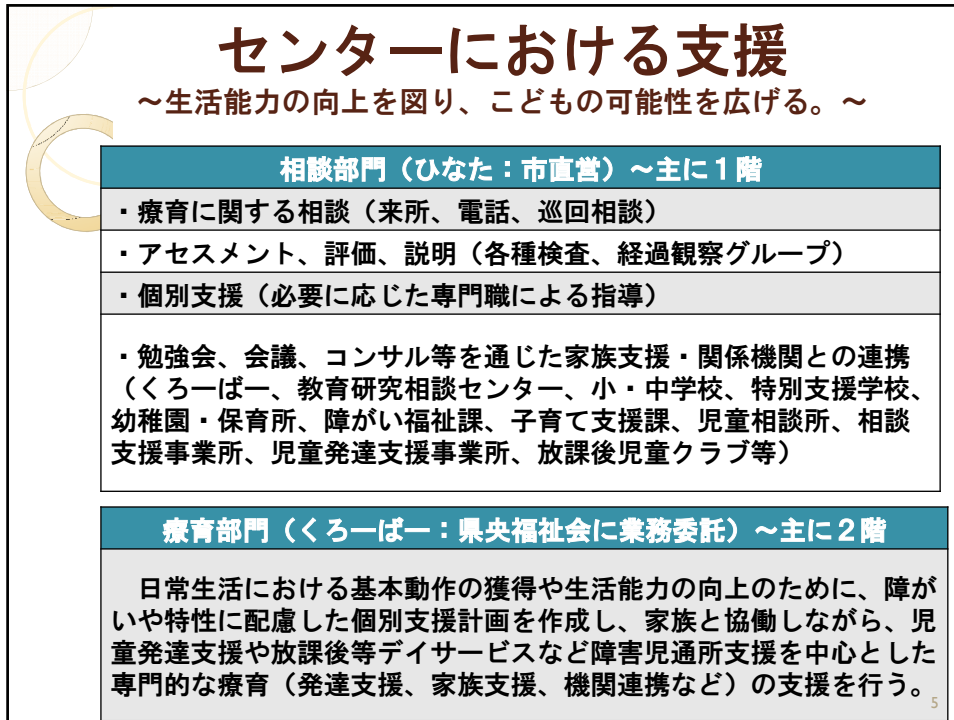 センターにおける支援
～生活能力の向上を図り、こどもの可能性を広げる。～
相談部門（ひなた：市直営）～主に１階
・療育に関する相談（来所、電話、巡回相談）
・アセスメント、評価、説明（各種検査、経過観察グループ）
・個別支援（必要に応じた専門職による指導）
・勉強会、会議、コンサル等を通じた家族支援・関係機関との連携
（くろーばー、教育研究相談センター、小・中学校、特別支援学校、
幼稚園・保育所、障がい福祉課、子育て支援課、児童相談所、相談
支援事業所、児童発達支援事業所、放課後児童クラブ等）
療育部門（くろーばー：県央福祉会に業務委託）～主に２階
　日常生活における基本動作の獲得や生活能力の向上のために、障が
いや特性に配慮した個別支援計画を作成し、家族と協働しながら、児
童発達支援や放課後等デイサービスなど障害児通所支援を中心とした
専門的な療育（発達支援、家族支援、機関連携など）の支援を行う。
5